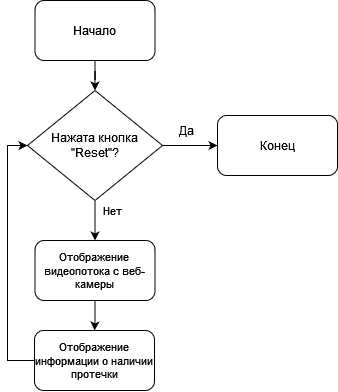 Начало
Нажата кнопка
"Reset"?
Да
Конец
Нет
Отображение
видеопотока с веб-
камеры
Отображение
информации о наличии
протечки